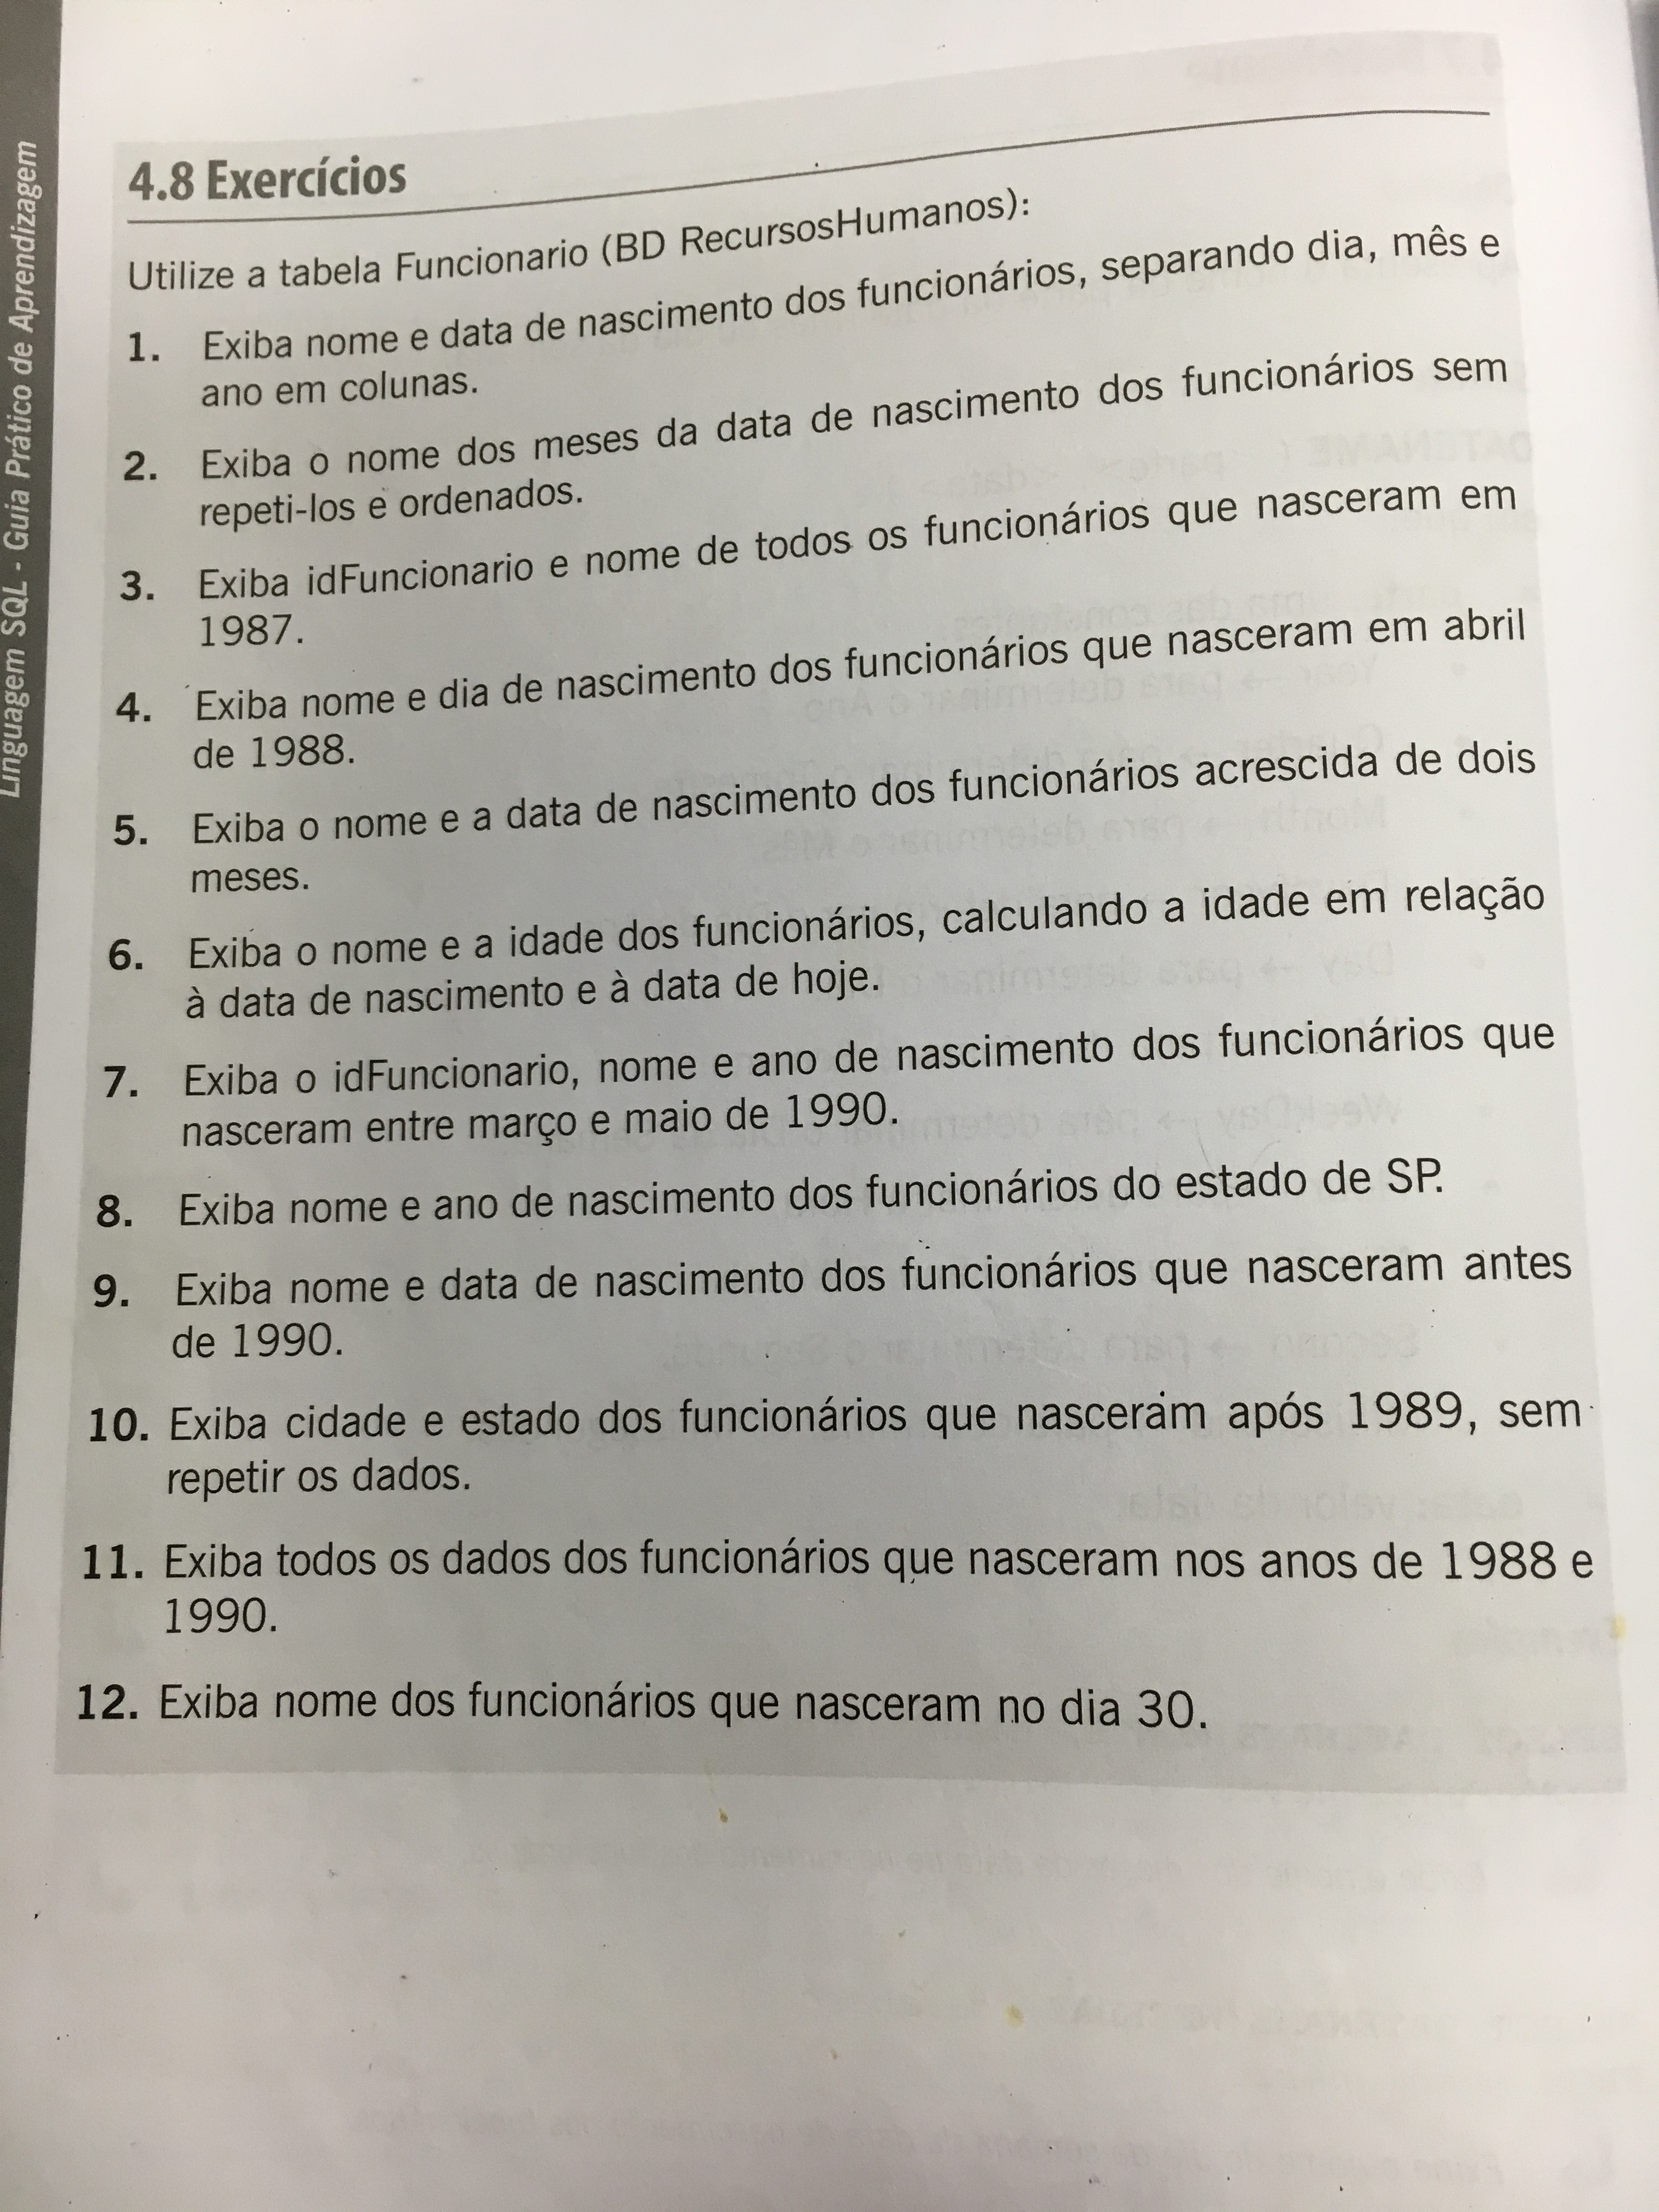 Linguagem SQL - Guia Prático de Aprendizagem
4.8 Exercícios
Utilize a tabela Funcionario (BD RecursosHumanos):
1. Exiba nome e data de nascimento dos funcionários, separando dia, mês e
ano em colunas.
2. Exiba o nome dos meses da data de nascimento dos funcionários sem
repeti-los e ordenados.
3. Exiba idFuncionario e nome de todos os funcionários que nasceram em
1987.
4. Exiba nome e dia de nascimento dos funcionários que nasceram em abril
de 1988.
5. Exiba o nome e a data de nascimento dos funcionários acrescida de dois
meses.
6. Exiba o nome e a idade dos funcionários, calculando a idade em relação
à data de nascimento e à data de hoje.
7. Exiba o idFuncionario, nome e ano de nascimento dos funcionários que
nasceram entre março e maio de 1990.
8. Exiba nome e ano de nascimento dos funcionários do estado de SP.
9. Exiba nome e data de nascimento dos funcionários que nasceram antes
de 1990.
10. Exiba cidade e estado dos funcionários que nasceram após 1989, sem
repetir os dados.
11. Exiba todos os dados dos funcionários que nasceram nos anos de 1988 e
1990.
12. Exiba nome dos funcionários que nasceram no dia 30.